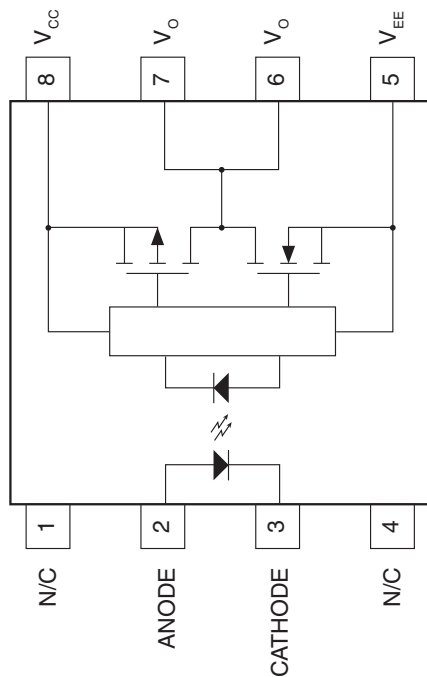 N/C 1 8 V_CC
ANODE 2 7 V_O
CATHODE 3 6 V_O
N/C 4 5 V_EE